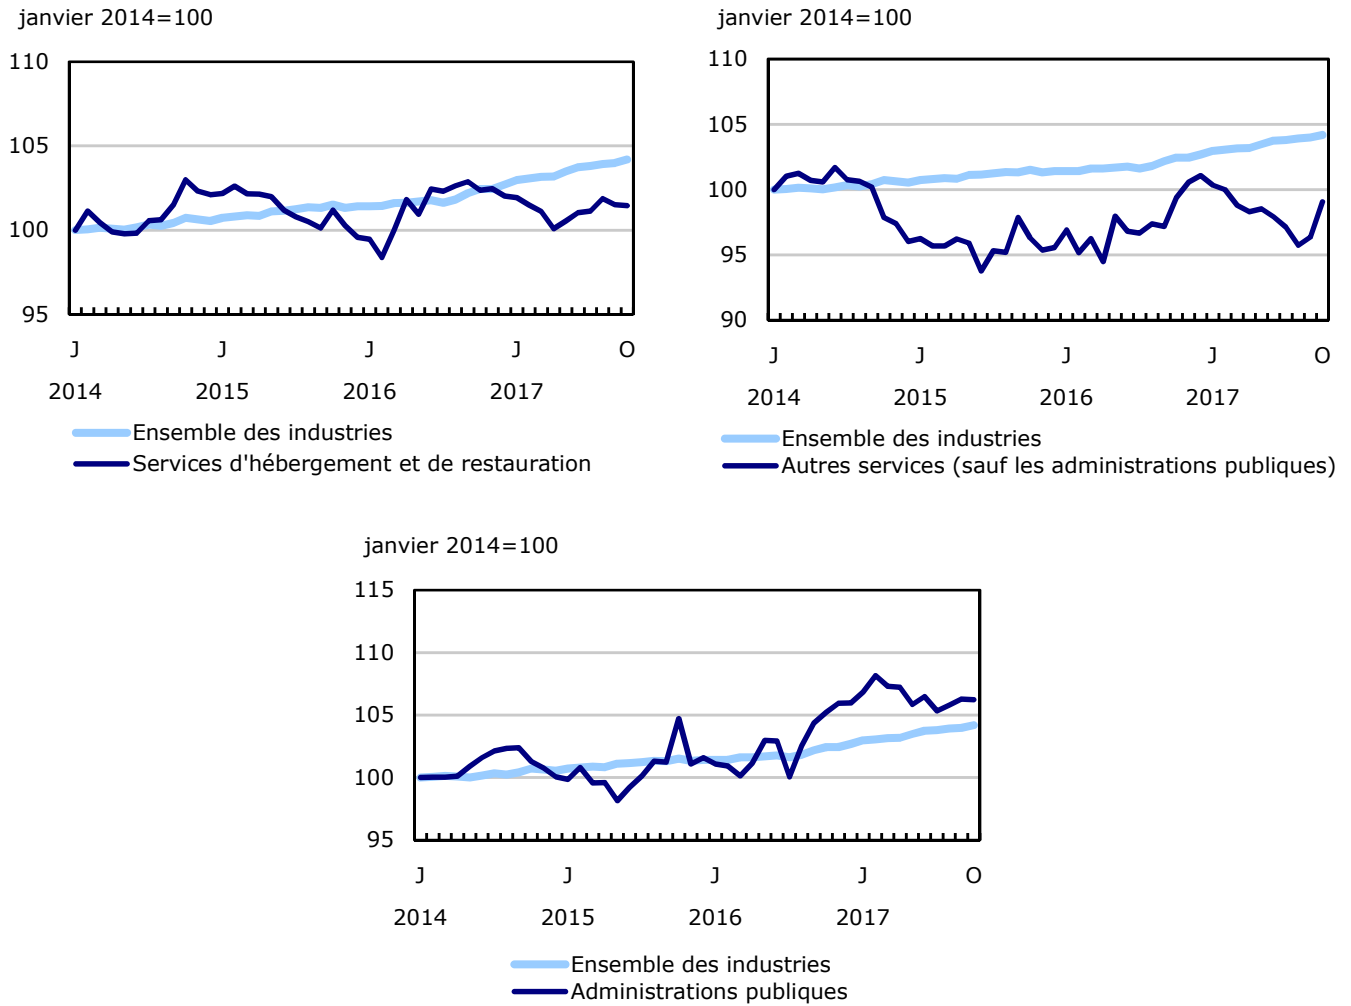 janvier 2014=100
110
105
100
95
J J J J O
2014 2015 2016 2017
Ensemble des industries
Services d'hébergement et de restauration
janvier 2014=100
110
105
100
95
90
J J J J O
2014 2015 2016 2017
Ensemble des industries
Autres services (sauf les administrations publiques)
janvier 2014=100
115
110
105
100
95
J J J J O
2014 2015 2016 2017
Ensemble des industries
Administrations publiques